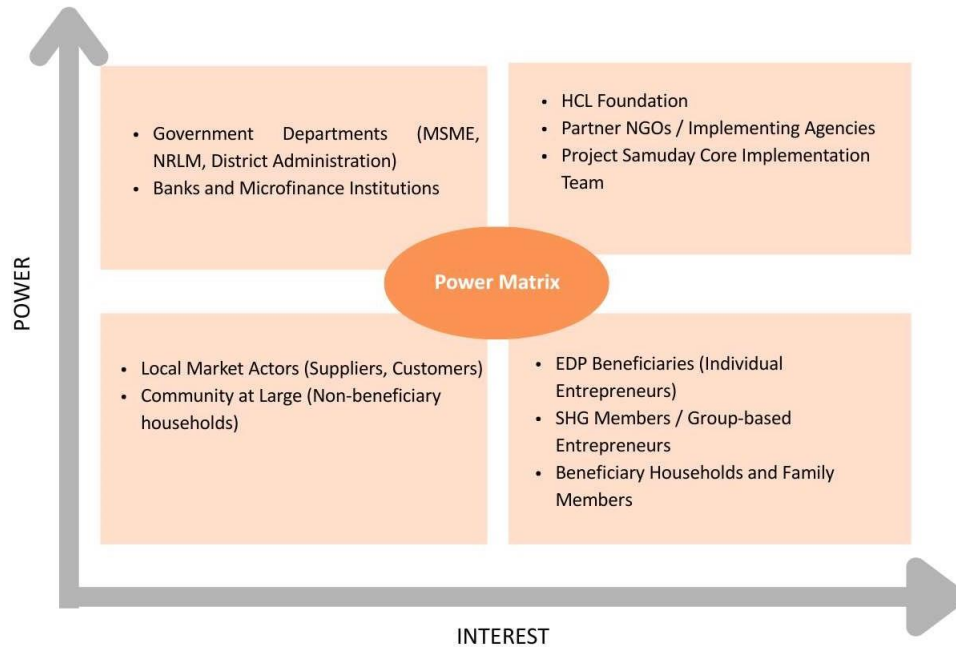 • Government Departments (MSME,
NRLM, District Administration)
• Banks and Microfinance Institutions
• HCL Foundation
• Partner NGOs / Implementing Agencies
• Project Samuday Core Implementation
Team
Power Matrix
POWER
• Local Market Actors (Suppliers, Customers)
• Community at Large (Non-beneficiary
households)
• EDP Beneficiaries (Individual
Entrepreneurs)
• SHG Members / Group-based
Entrepreneurs
• Beneficiary Households and Family
Members
INTEREST